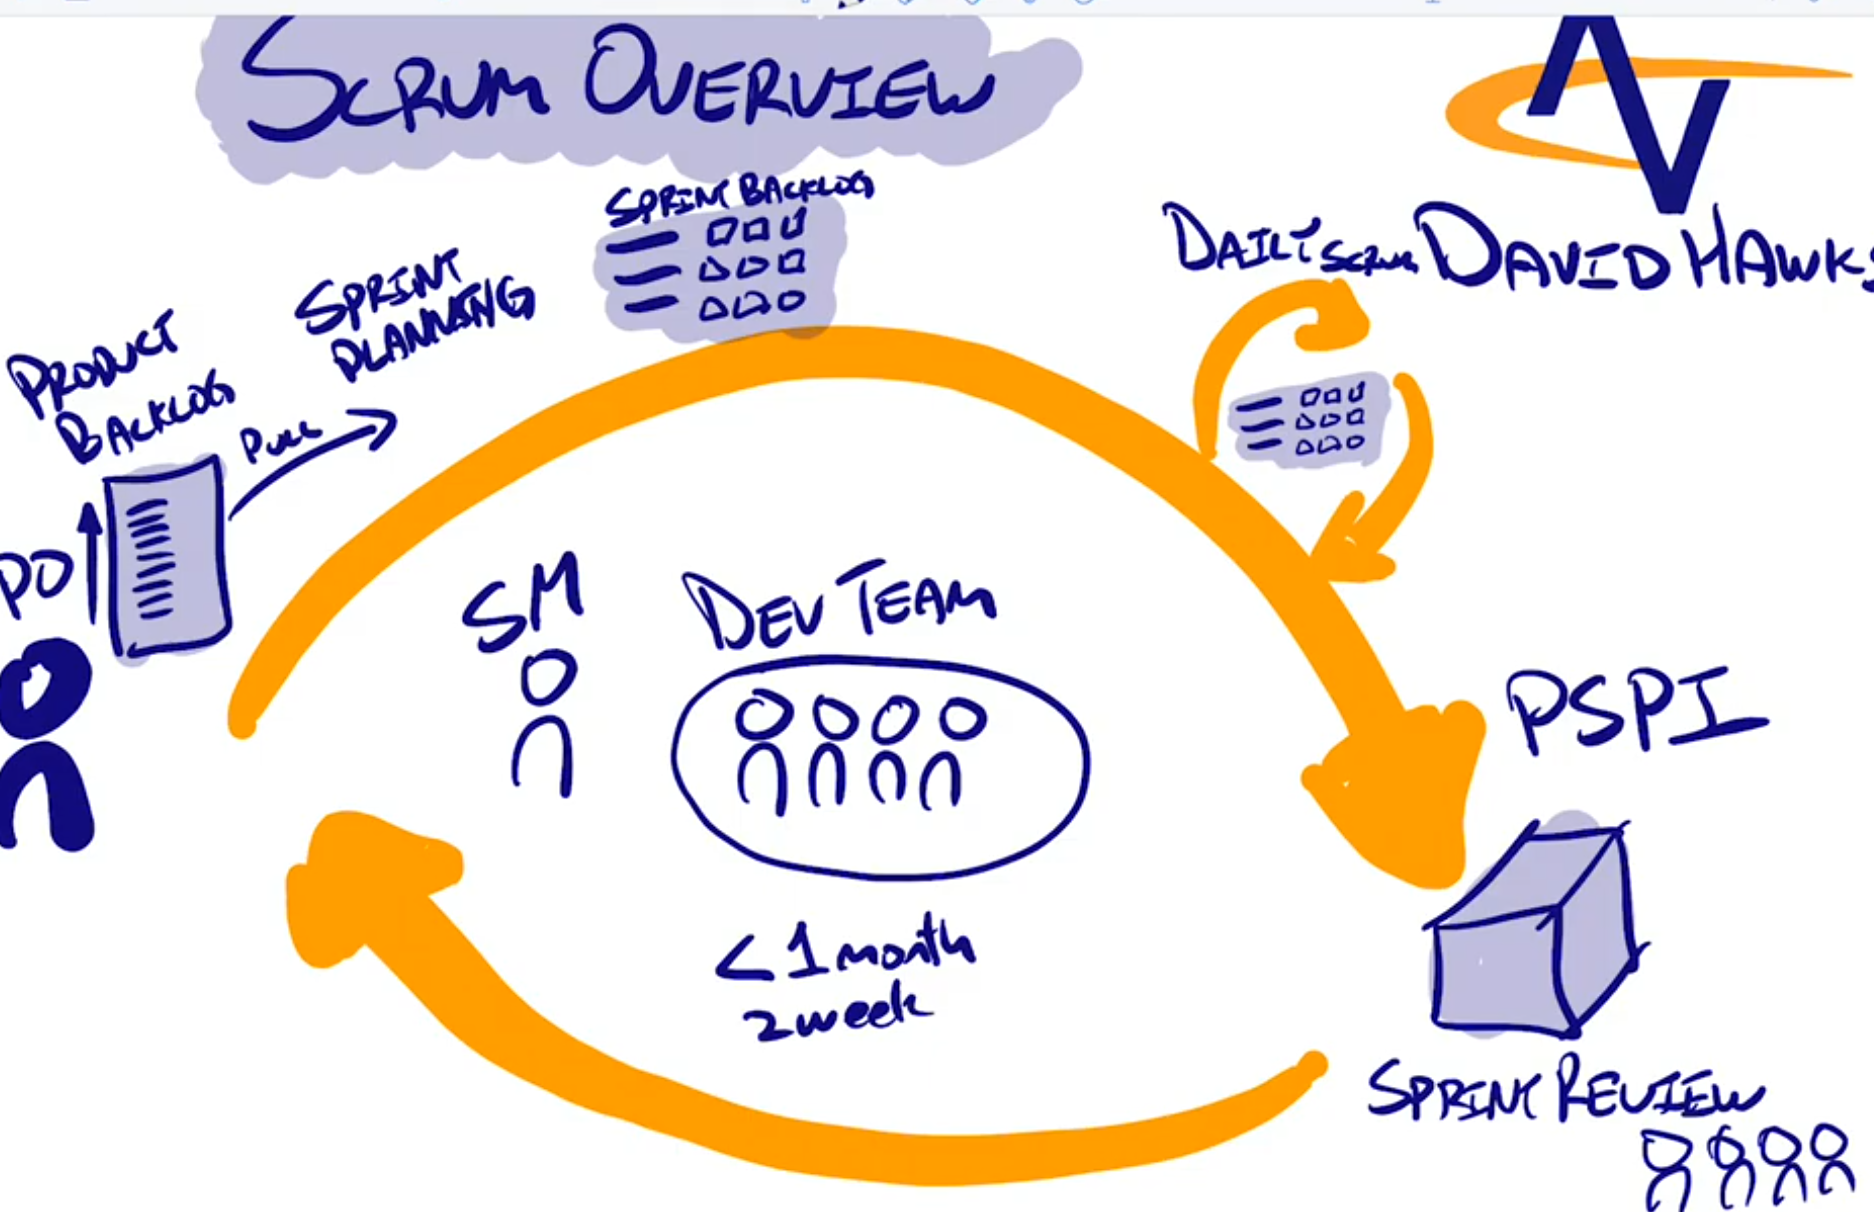 SCRUM OVERVIEW
SPRINT BACKLOG
DAILY SCRUM
DAVID HAWKS
SPRINT
PLANNING
PRODUCT
BACKLOG
PULL
PO
SM
DEV TEAM
PSPI
< 1 month
2 week
SPRINT REVIEW